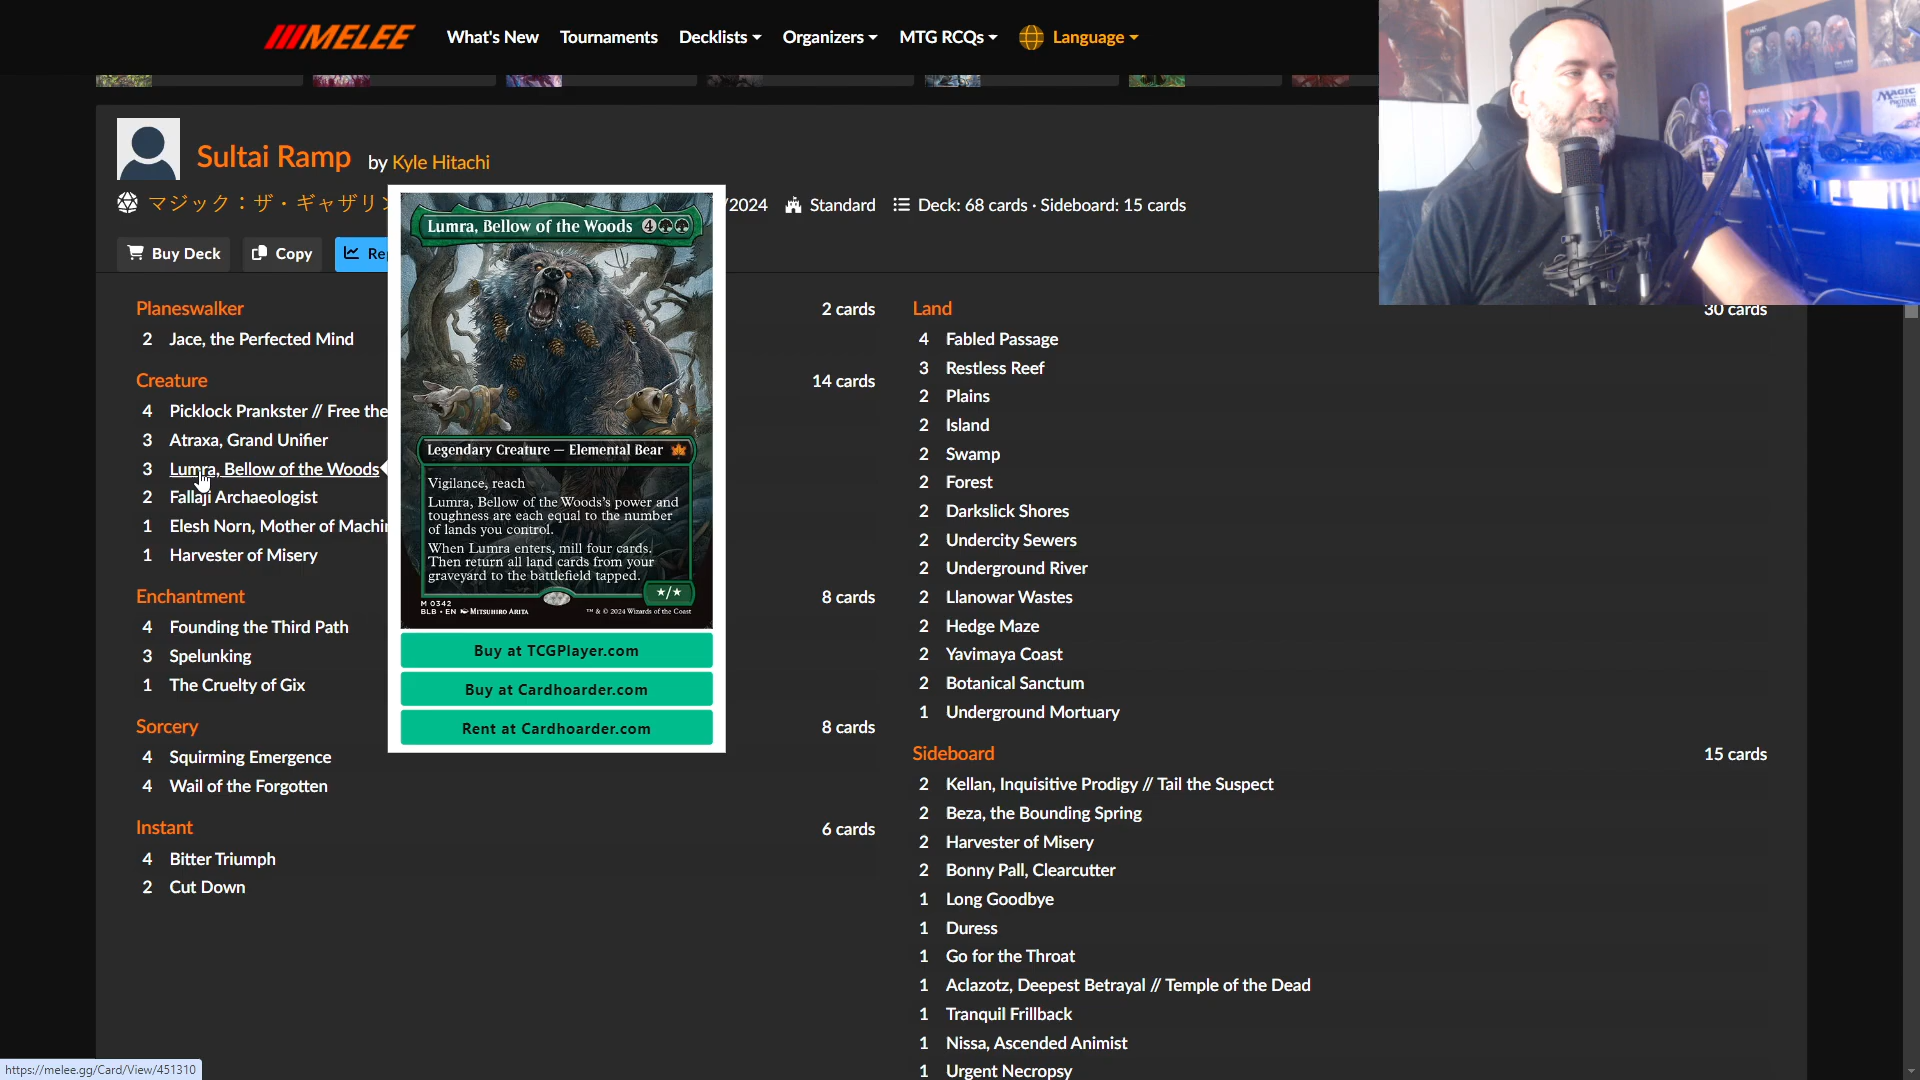 MELEE
What's New
Tournaments
Decklists
Organizers
MTG RCQs
Language
Sultai Ramp by Kyle Hitachi
マジック：ザ・ギャザリン
/2024
Standard
Deck: 68 cards · Sideboard: 15 cards
Buy Deck
Copy
Re
Planeswalker
2 cards
2 Jace, the Perfected Mind
Creature
14 cards
4 Picklock Prankster // Free the
3 Atraxa, Grand Unifier
3 Lumra, Bellow of the Woods
2 Fallaji Archaeologist
1 Elesh Norn, Mother of Machin
1 Harvester of Misery
Enchantment
8 cards
4 Founding the Third Path
3 Spelunking
1 The Cruelty of Gix
Sorcery
8 cards
4 Squirming Emergence
4 Wail of the Forgotten
Instant
6 cards
4 Bitter Triumph
2 Cut Down
Lumra, Bellow of the Woods 4
Legendary Creature — Elemental Bear
Vigilance, reach
Lumra, Bellow of the Woods's power and
toughness are each equal to the number
of lands you control.
When Lumra enters, mill four cards.
Then return all land cards from your
graveyard to the battlefield tapped.
★/★
M 0342
BLB • EN Mitsuhiro Arita
™ & © 2024 Wizards of the Coast
Buy at TCGPlayer.com
Buy at Cardhoarder.com
Rent at Cardhoarder.com
Land
30 cards
4 Fabled Passage
3 Restless Reef
2 Plains
2 Island
2 Swamp
2 Forest
2 Darkslick Shores
2 Undercity Sewers
2 Underground River
2 Llanowar Wastes
2 Hedge Maze
2 Yavimaya Coast
2 Botanical Sanctum
1 Underground Mortuary
Sideboard
15 cards
2 Kellan, Inquisitive Prodigy // Tail the Suspect
2 Beza, the Bounding Spring
2 Harvester of Misery
2 Bonny Pall, Clearcutter
1 Long Goodbye
1 Duress
1 Go for the Throat
1 Aclazotz, Deepest Betrayal // Temple of the Dead
1 Tranquil Frillback
1 Nissa, Ascended Animist
1 Urgent Necropsy
https://melee.gg/Card/View/451310
MAGIC